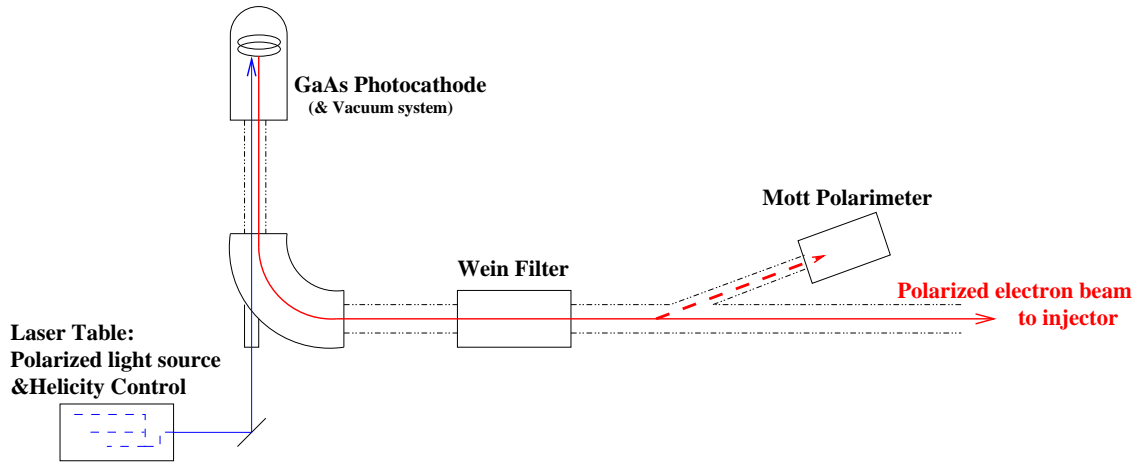 GaAs Photocathode
(& Vacuum system)
Mott Polarimeter
Wein Filter
Polarized electron beam
to injector
Laser Table:
Polarized light source
&Helicity Control